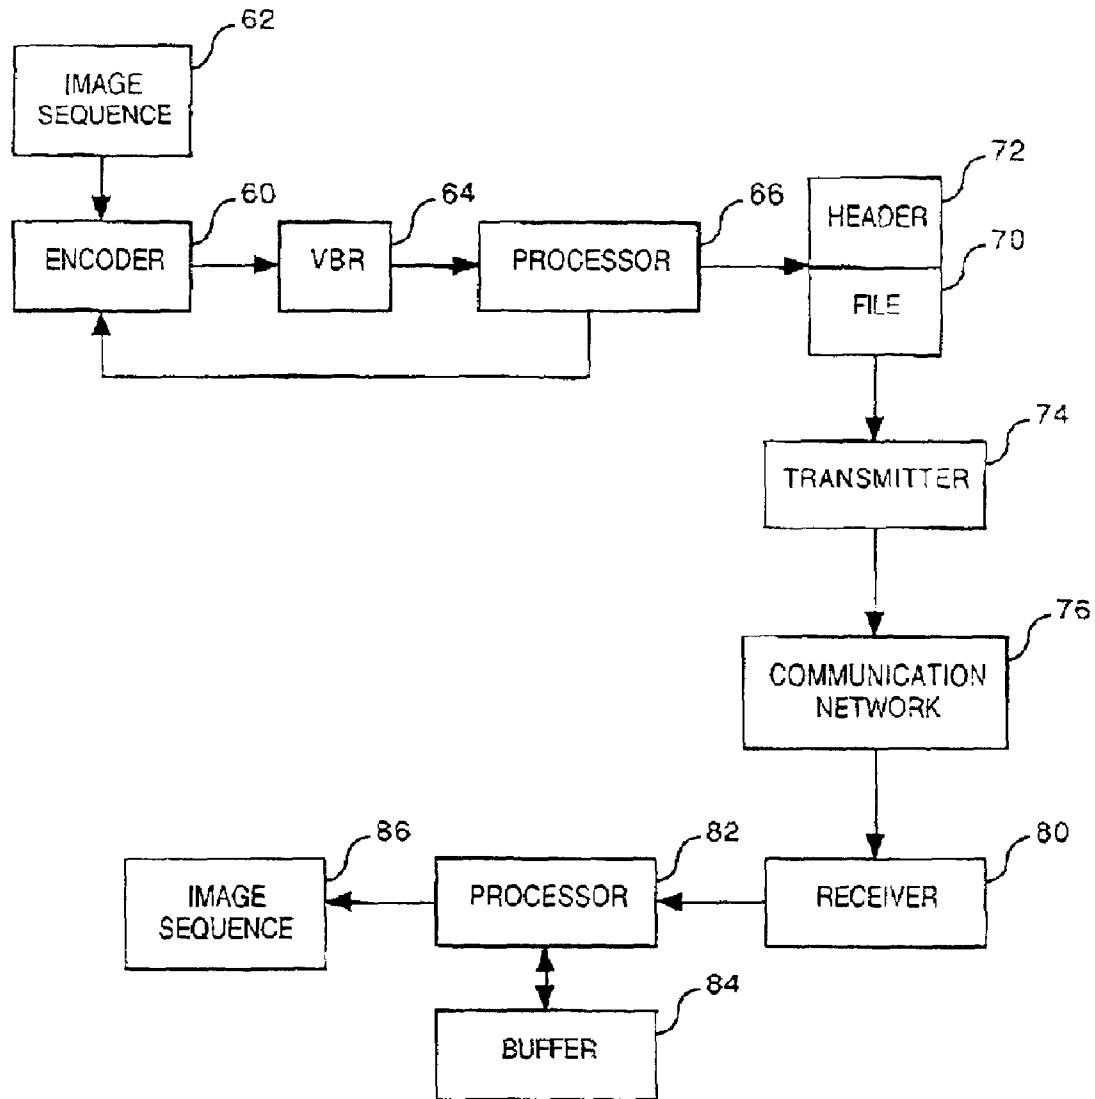 62
IMAGE
SEQUENCE
60
ENCODER
64
VBR
66
PROCESSOR
72
HEADER
70
FILE
74
TRANSMITTER
76
COMMUNICATION
NETWORK
86
IMAGE
SEQUENCE
82
PROCESSOR
80
RECEIVER
84
BUFFER